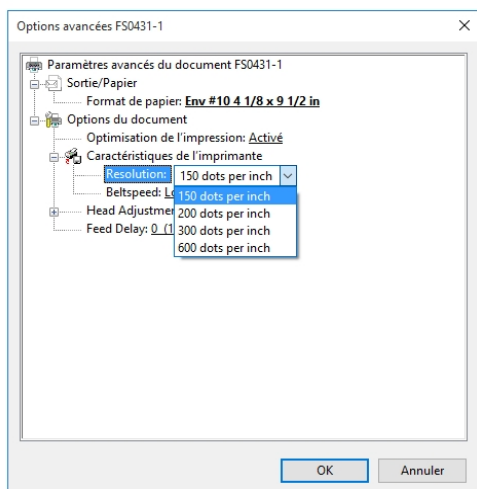 Options avancées FS0431-1
Paramètres avancés du document FS0431-1
Sortie/Papier
Format de papier: Env #10 4 1/8 x 9 1/2 in
Options du document
Optimisation de l'impression: Activé
Caractéristiques de l'imprimante
Resolution: 150 dots per inch
Beltspeed:
150 dots per inch
200 dots per inch
Head
300 dots per inch
Feed Delay: 0
600 dots per inch
OK Annuler